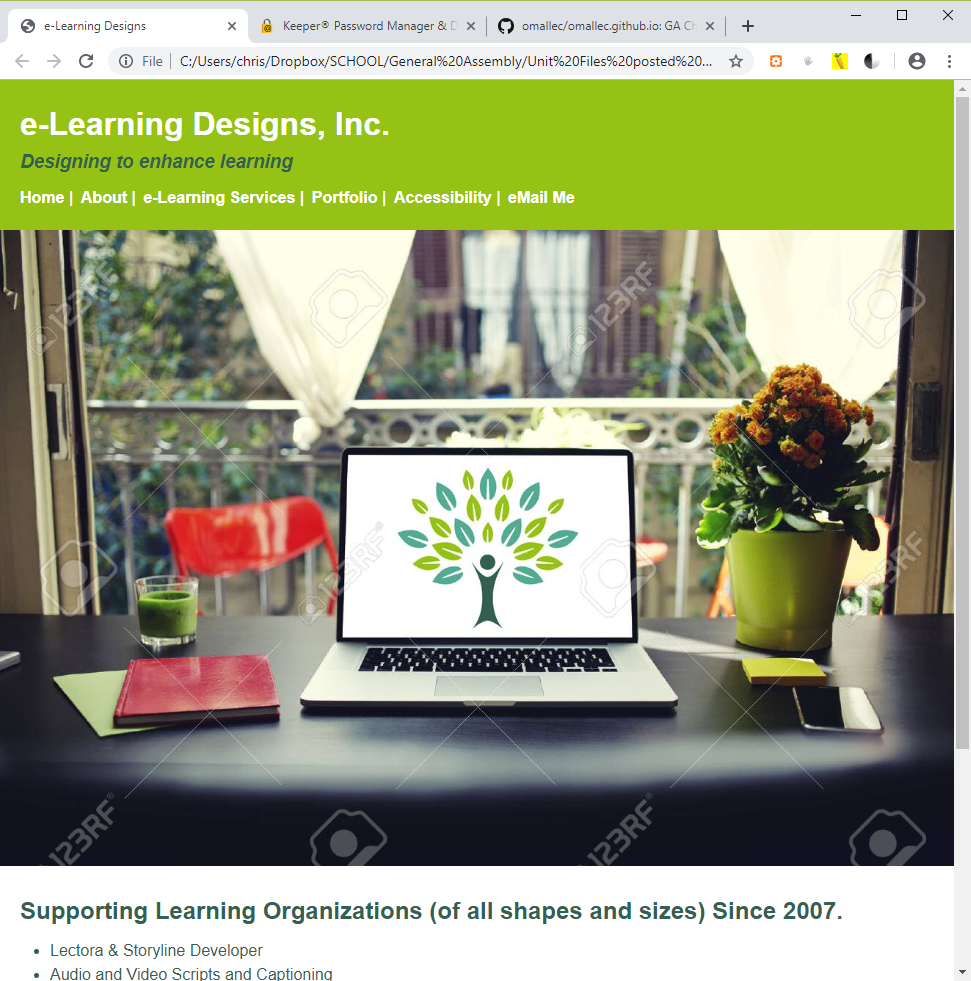 e-Learning Designs
Keeper® Password Manager & D
omallec/omallec.github.io: GA Ch
File
C:/Users/chris/Dropbox/SCHOOL/General%20Assembly/Unit%20Files%20posted%20...
e-Learning Designs, Inc.
Designing to enhance learning
Home | About | e-Learning Services | Portfolio | Accessibility | eMail Me
123RF
123RF
123RF
123RF
123RF
123RF
Supporting Learning Organizations (of all shapes and sizes) Since 2007.
• Lectora & Storyline Developer
• Audio and Video Scripts and Captioning